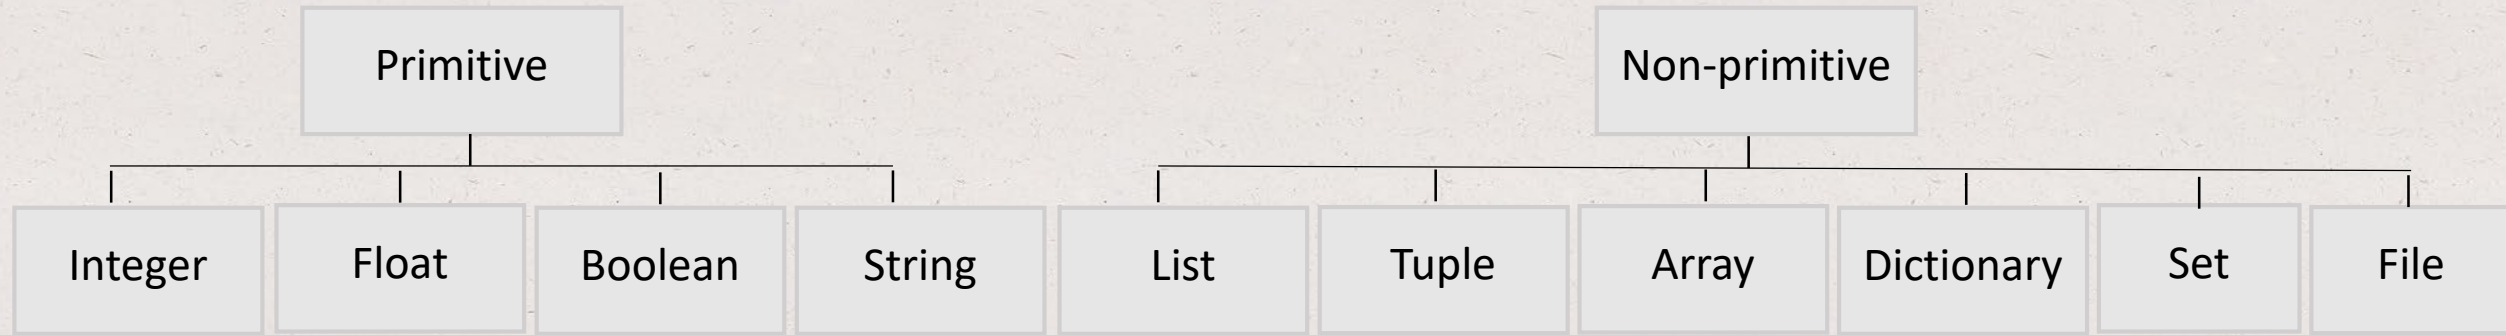 Primitive
Non-primitive
Integer
Float
Boolean
String
List
Tuple
Array
Dictionary
Set
File